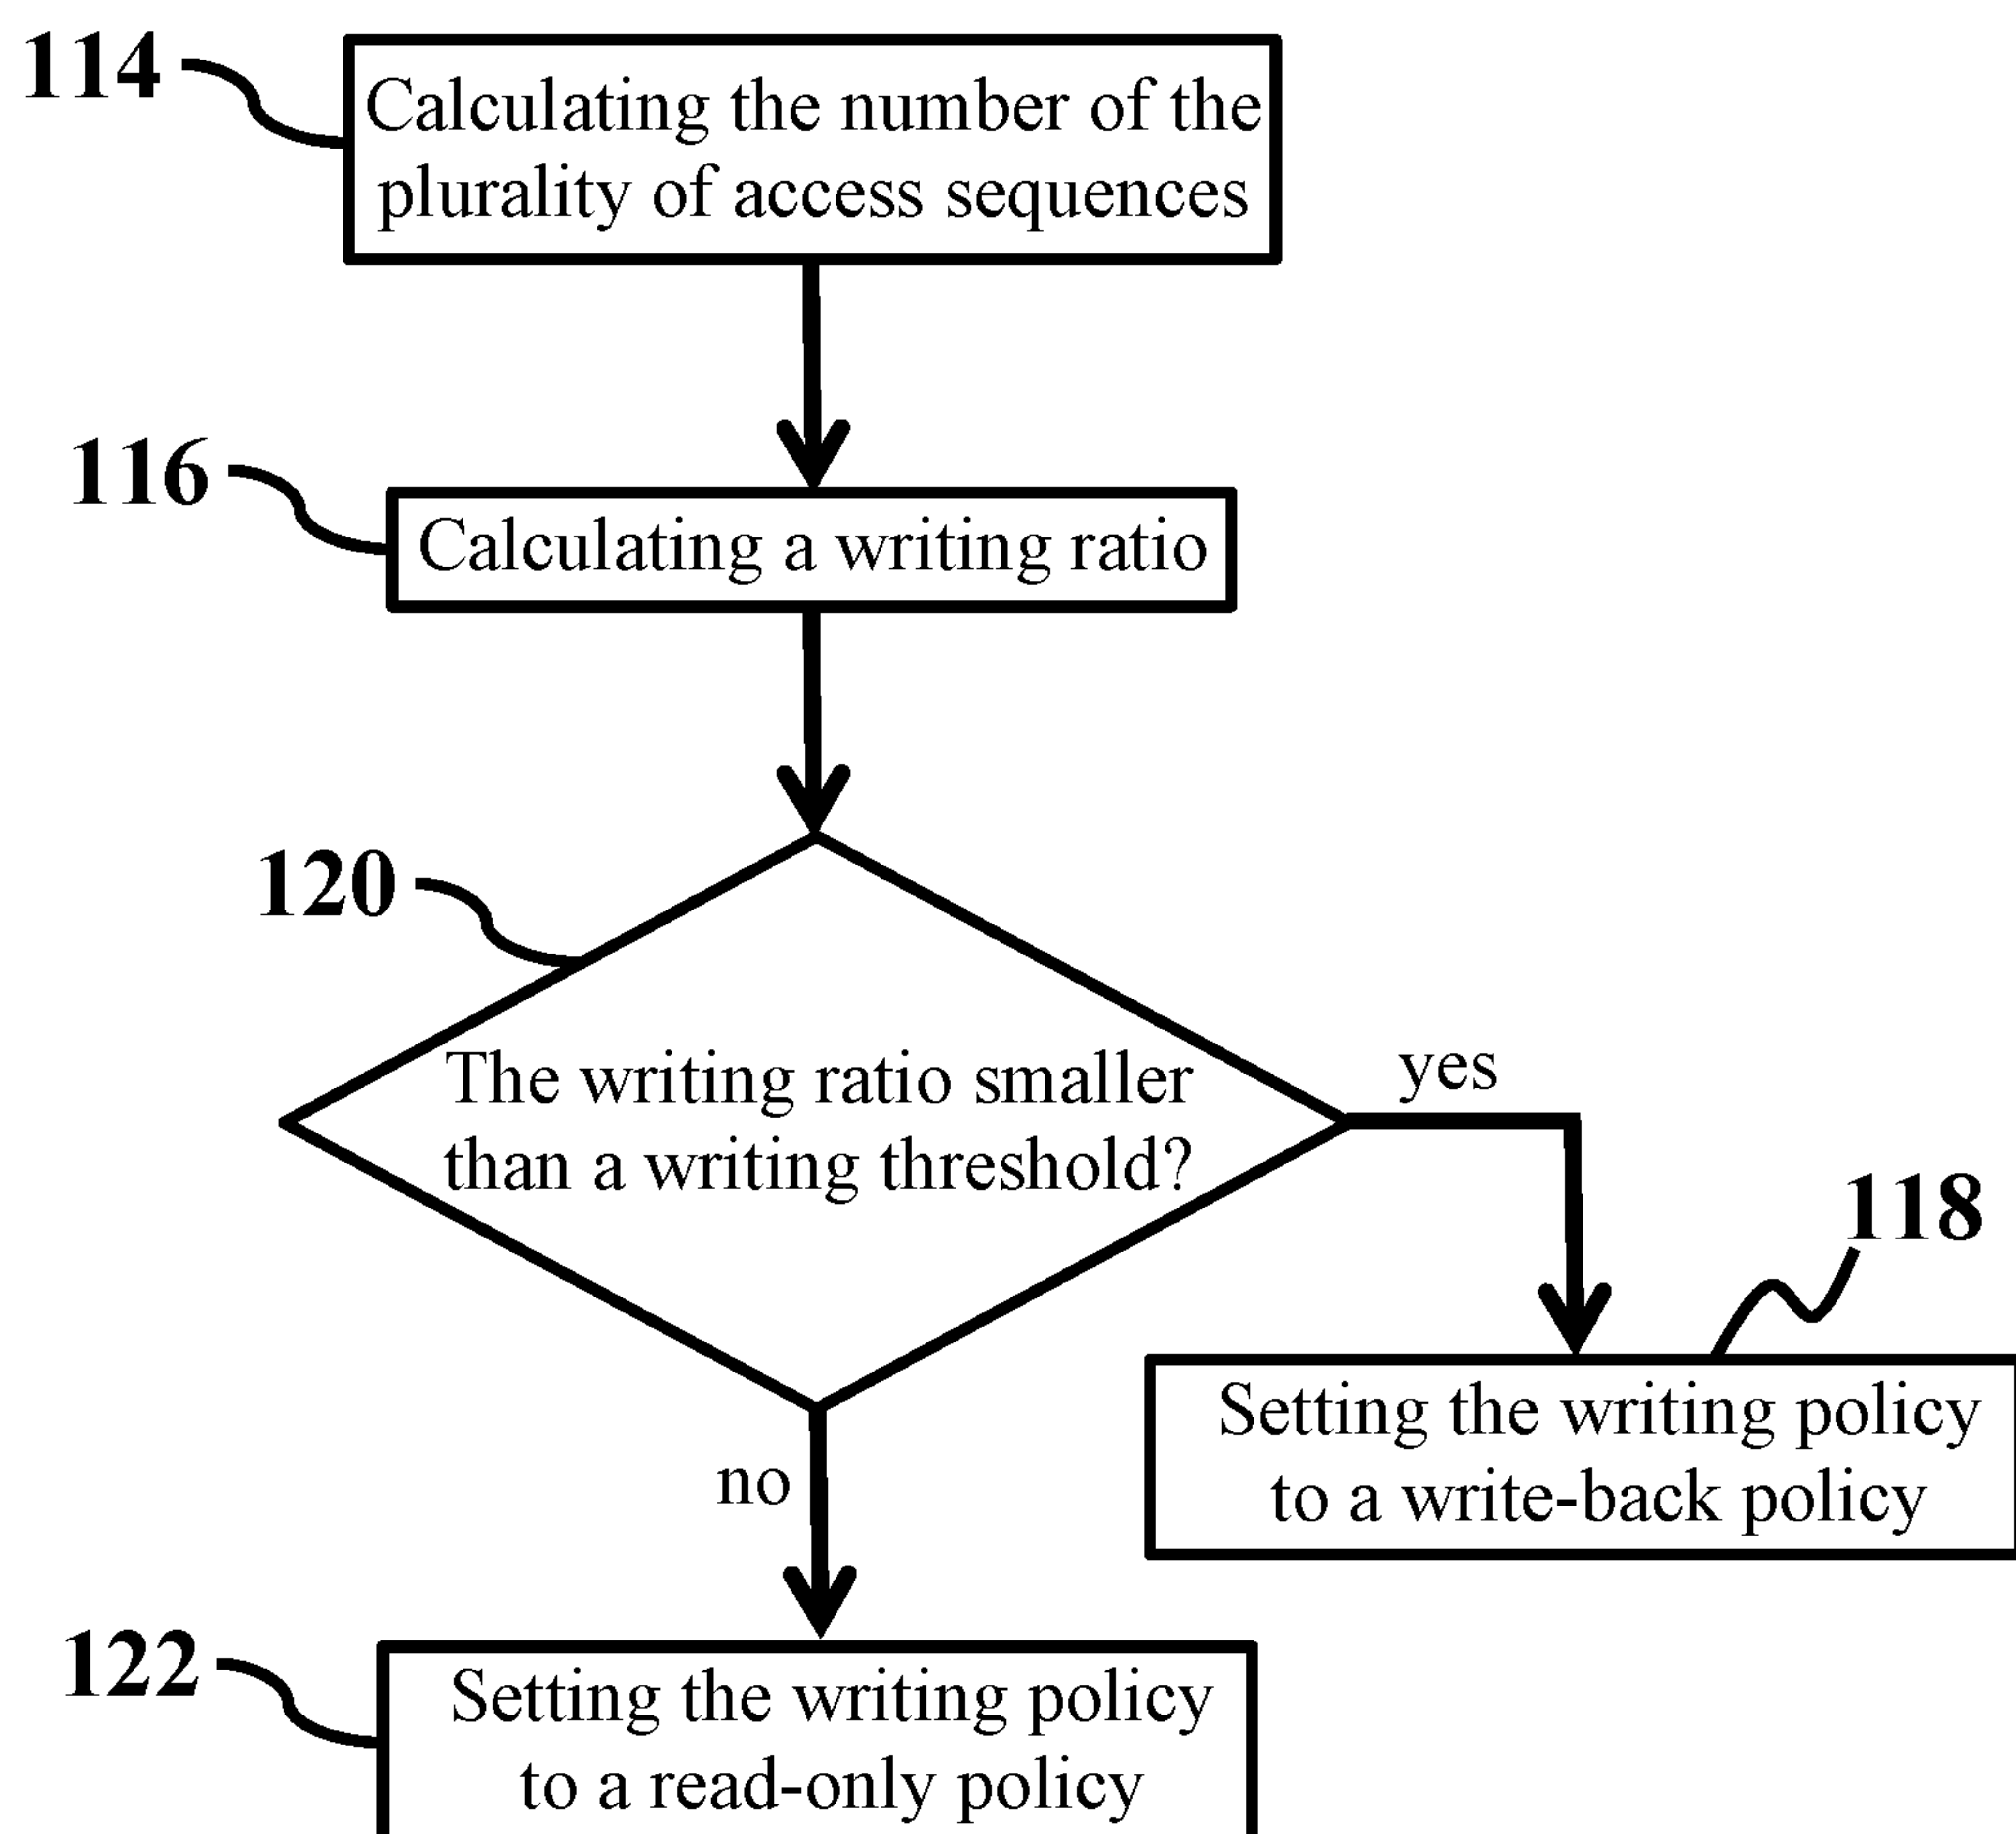 114
Calculating the number of the
plurality of access sequences
116
Calculating a writing ratio
120
The writing ratio smaller
than a writing threshold?
yes
118
Setting the writing policy
to a write-back policy
no
122
Setting the writing policy
to a read-only policy